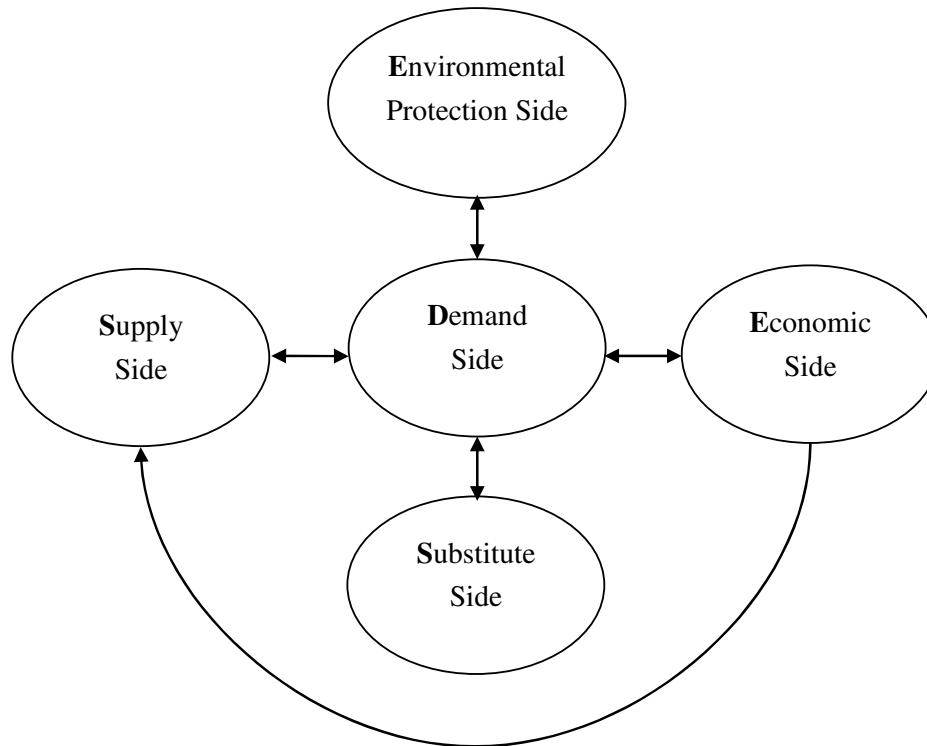 Environmental
Protection Side
Supply
Side
Demand
Side
Economic
Side
Substitute
Side